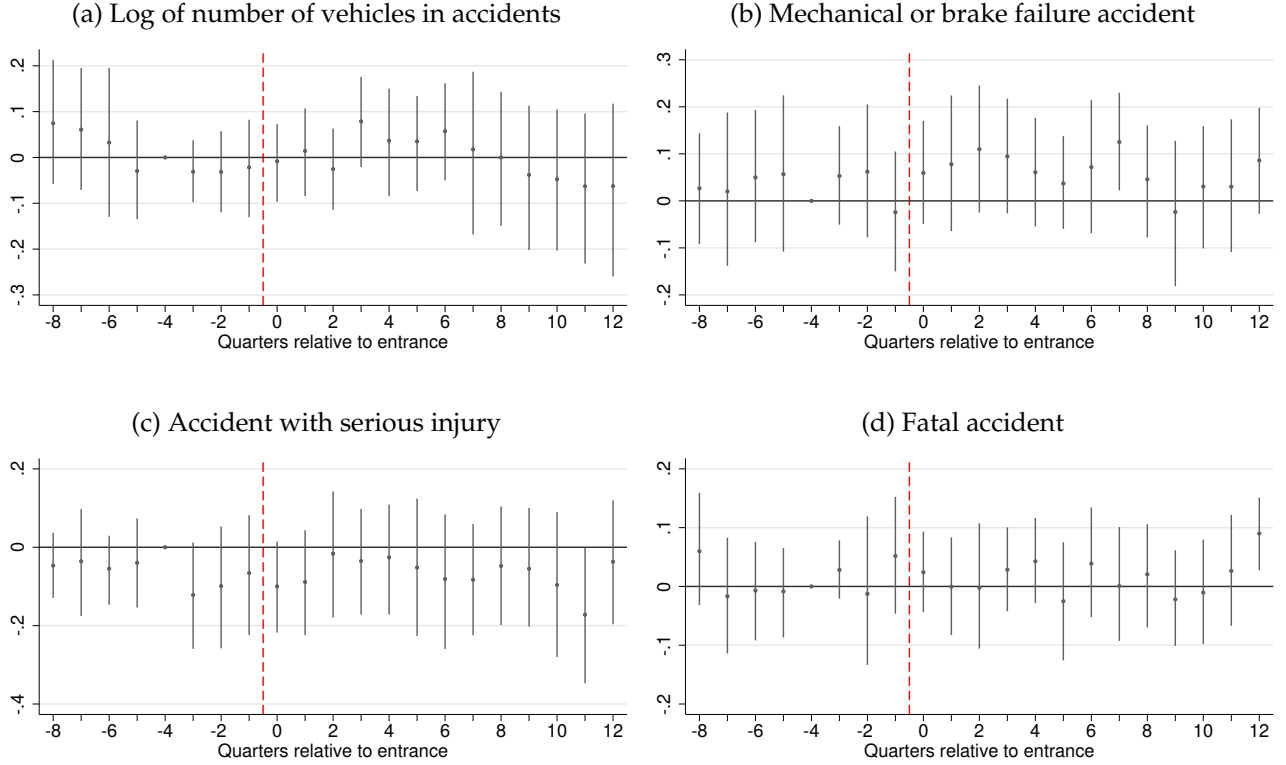 (a) Log of number of vehicles in accidents
.2
.1
0
-.1
-.2
-.3
-8 -6 -4 -2 0 2 4 6 8 10 12
Quarters relative to entrance
(b) Mechanical or brake failure accident
.3
.2
.1
0
-.1
-.2
-8 -6 -4 -2 0 2 4 6 8 10 12
Quarters relative to entrance
(c) Accident with serious injury
.2
0
-.2
-.4
-8 -6 -4 -2 0 2 4 6 8 10 12
Quarters relative to entrance
(d) Fatal accident
.2
.1
0
-.1
-.2
-8 -6 -4 -2 0 2 4 6 8 10 12
Quarters relative to entrance